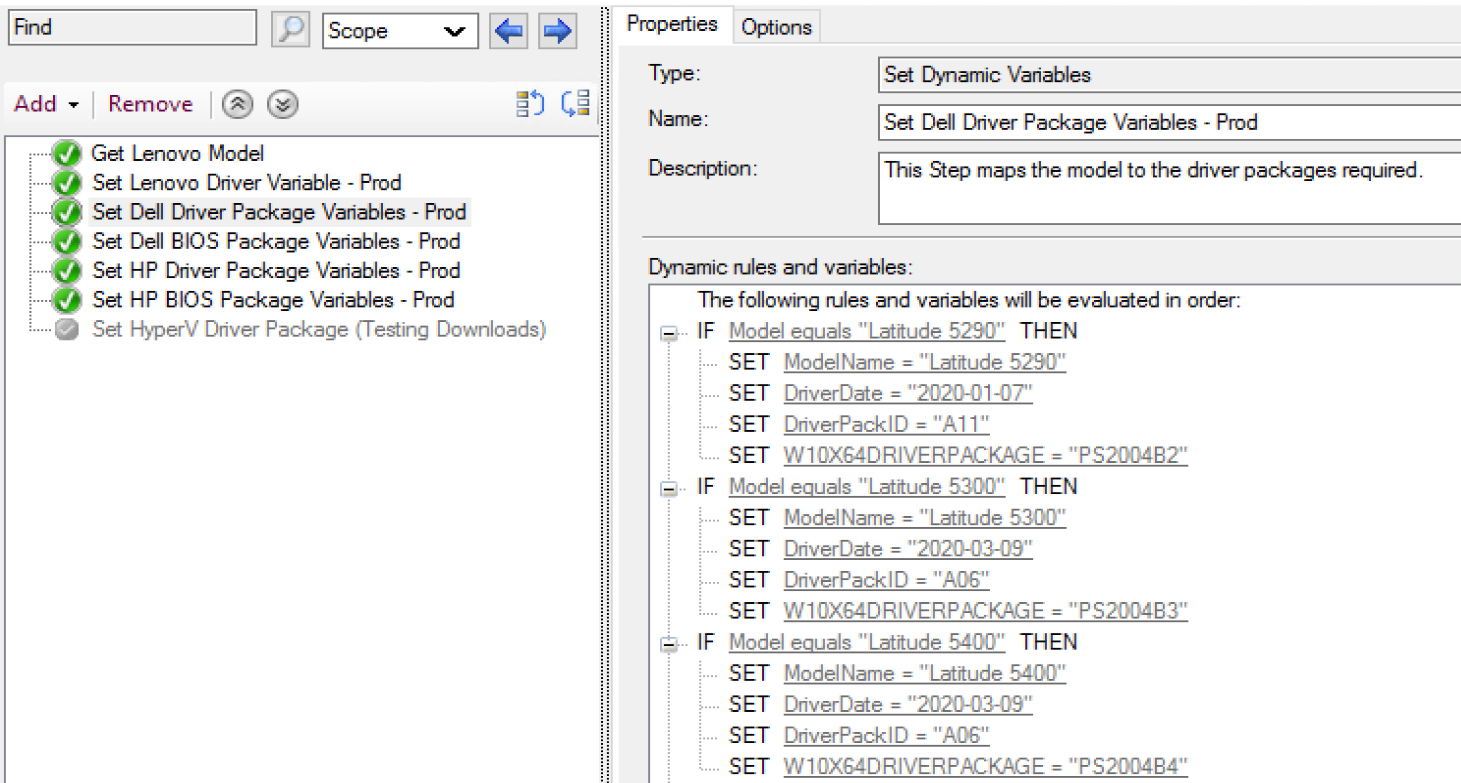 Find
Scope
Add
Remove
Get Lenovo Model
Set Lenovo Driver Variable - Prod
Set Dell Driver Package Variables - Prod
Set Dell BIOS Package Variables - Prod
Set HP Driver Package Variables - Prod
Set HP BIOS Package Variables - Prod
Set HyperV Driver Package (Testing Downloads)
Properties
Options
Type:
Set Dynamic Variables
Name:
Set Dell Driver Package Variables - Prod
Description:
This Step maps the model to the driver packages required.
Dynamic rules and variables:
The following rules and variables will be evaluated in order:
IF Model equals "Latitude 5290" THEN
SET ModelName = "Latitude 5290"
SET DriverDate = "2020-01-07"
SET DriverPackID = "A11"
SET W10X64DRIVERPACKAGE = "PS2004B2"
IF Model equals "Latitude 5300" THEN
SET ModelName = "Latitude 5300"
SET DriverDate = "2020-03-09"
SET DriverPackID = "A06"
SET W10X64DRIVERPACKAGE = "PS2004B3"
IF Model equals "Latitude 5400" THEN
SET ModelName = "Latitude 5400"
SET DriverDate = "2020-03-09"
SET DriverPackID = "A06"
SET W10X64DRIVERPACKAGE = "PS2004B4"